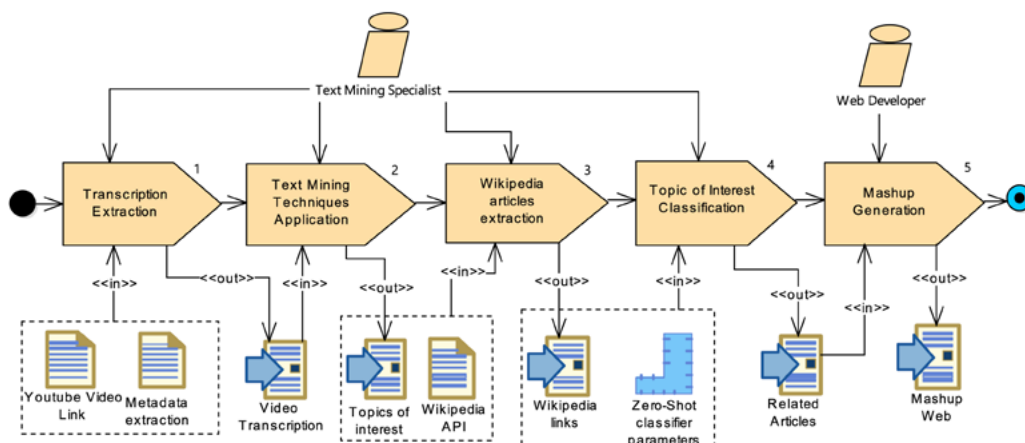 Text Mining Specialist
Web Developer
1
Transcription
Extraction
2
Text Mining
Techniques
Application
3
Wikipedia
articles
extraction
4
Topic of Interest
Classification
5
Mashup
Generation
<<in>>
<<out>>
<<in>>
<<out>>
<<in>>
<<out>>
<<in>>
<<out>>
<<in>>
<<out>>
Youtube Video
Link
Metadata
extraction
Video
Transcription
Topics of
interest
Wikipedia
API
Wikipedia
links
Zero-Shot
classifier
parameters
Related
Articles
Mashup
Web